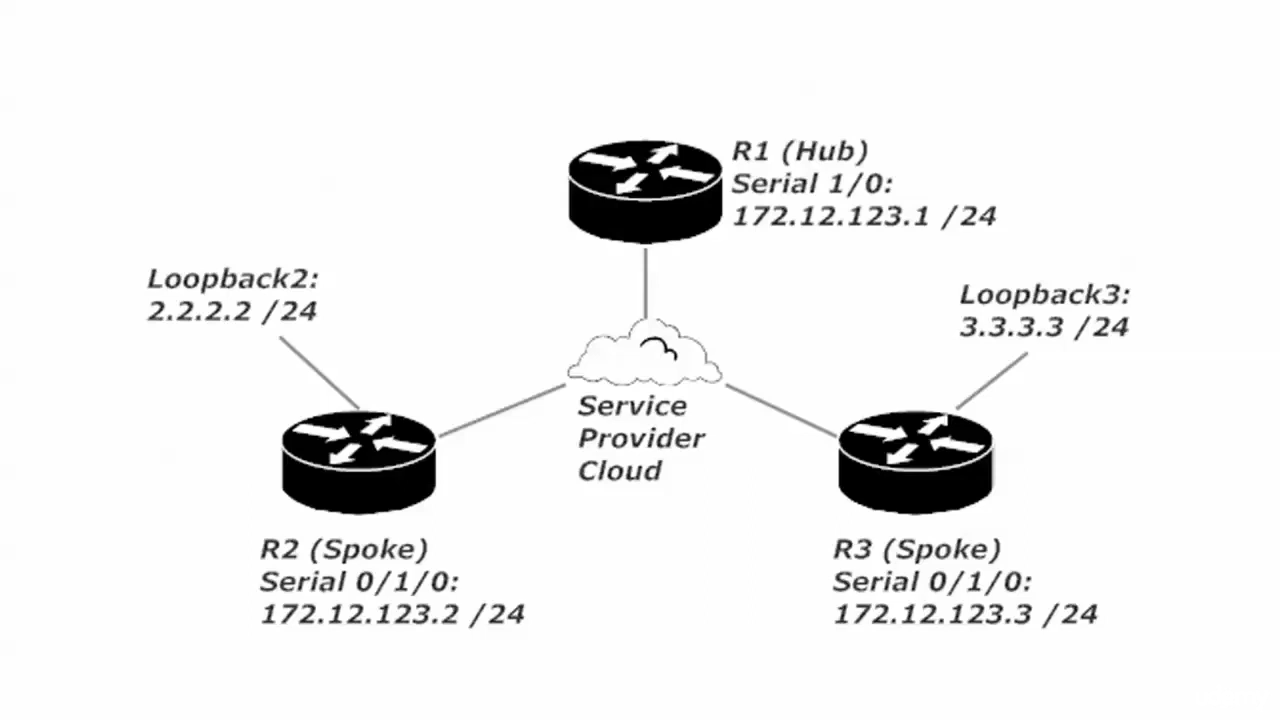 R1 (Hub)
Serial 1/0:
172.12.123.1 /24
Loopback2:
2.2.2.2 /24
Loopback3:
3.3.3.3 /24
Service
Provider
Cloud
R2 (Spoke)
Serial 0/1/0:
172.12.123.2 /24
R3 (Spoke)
Serial 0/1/0:
172.12.123.3 /24